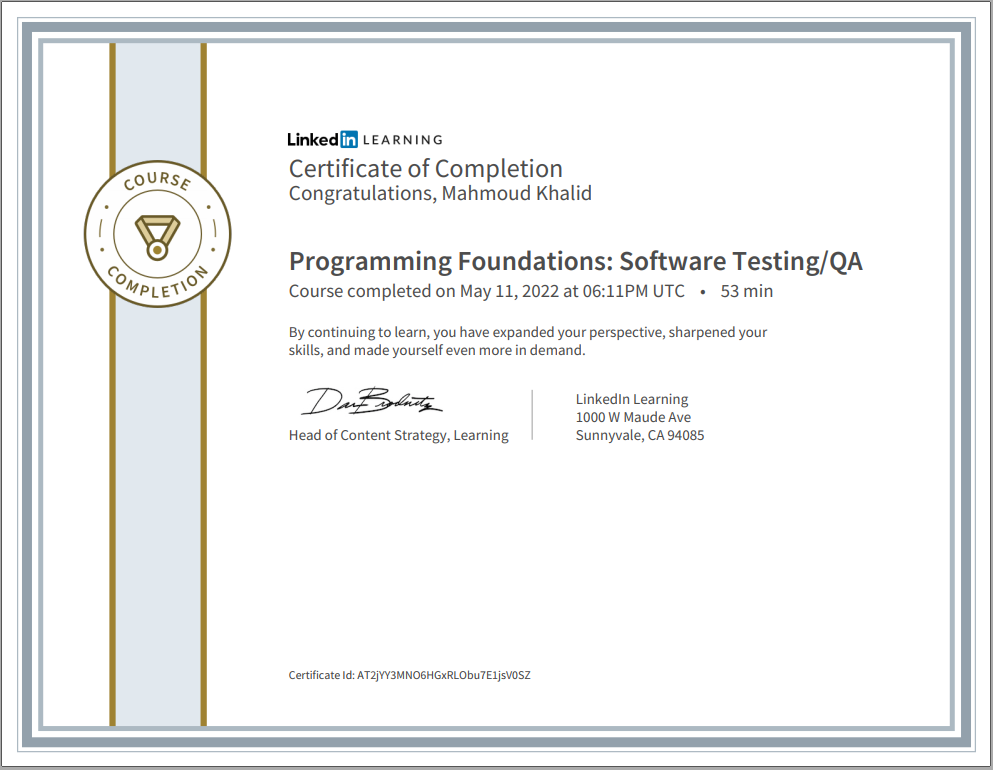 COURSE
COMPLETION
Linkedin LEARNING
Certificate of Completion
Congratulations, Mahmoud Khalid
Programming Foundations: Software Testing/QA
Course completed on May 11, 2022 at 06:11PM UTC • 53 min
By continuing to learn, you have expanded your perspective, sharpened your
skills, and made yourself even more in demand.
Head of Content Strategy, Learning
LinkedIn Learning
1000 W Maude Ave
Sunnyvale, CA 94085
Certificate Id: AT2jYY3MNO6HGxRLObu7E1jsV0SZ